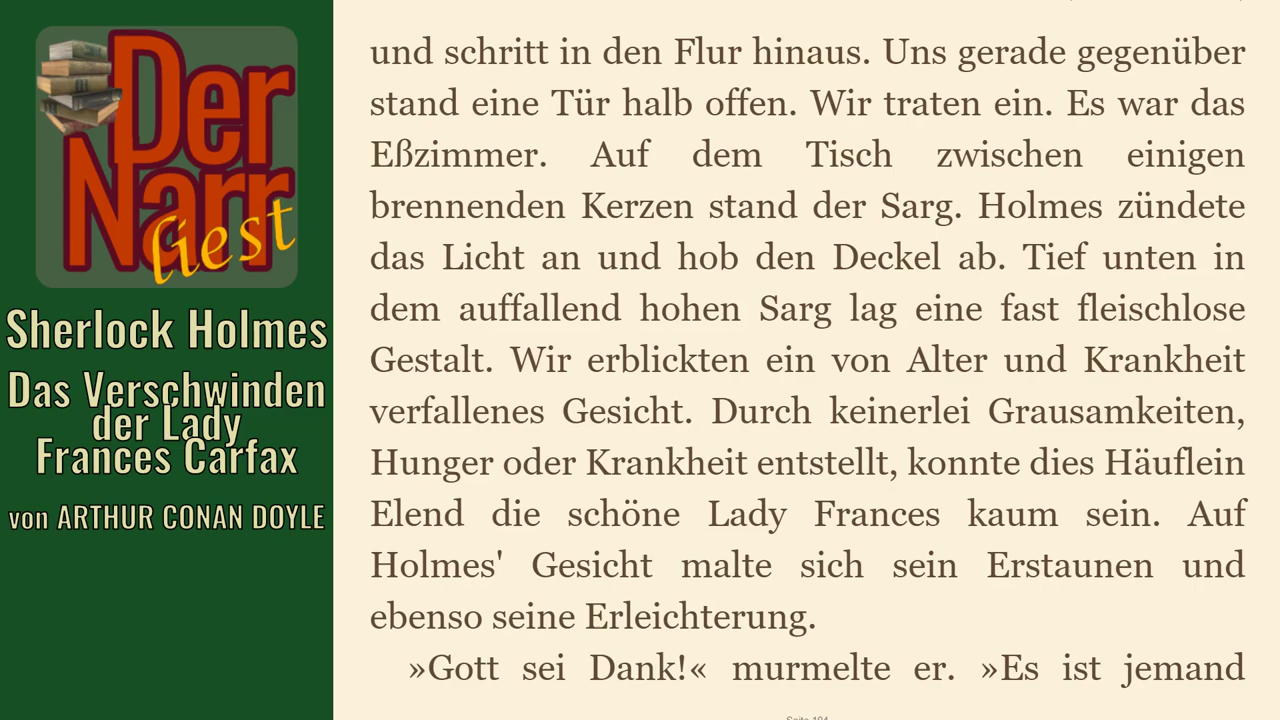 Der
Narr
liest
Sherlock Holmes
Das Verschwinden
der Lady
Frances Carfax
von ARTHUR CONAN DOYLE
und schritt in den Flur hinaus. Uns gerade gegenüber
stand eine Tür halb offen. Wir traten ein. Es war das
Eßzimmer. Auf dem Tisch zwischen einigen
brennenden Kerzen stand der Sarg. Holmes zündete
das Licht an und hob den Deckel ab. Tief unten in
dem auffallend hohen Sarg lag eine fast fleischlose
Gestalt. Wir erblickten ein von Alter und Krankheit
verfallenes Gesicht. Durch keinerlei Grausamkeiten,
Hunger oder Krankheit entstellt, konnte dies Häuflein
Elend die schöne Lady Frances kaum sein. Auf
Holmes' Gesicht malte sich sein Erstaunen und
ebenso seine Erleichterung.
»Gott sei Dank!« murmelte er. »Es ist jemand